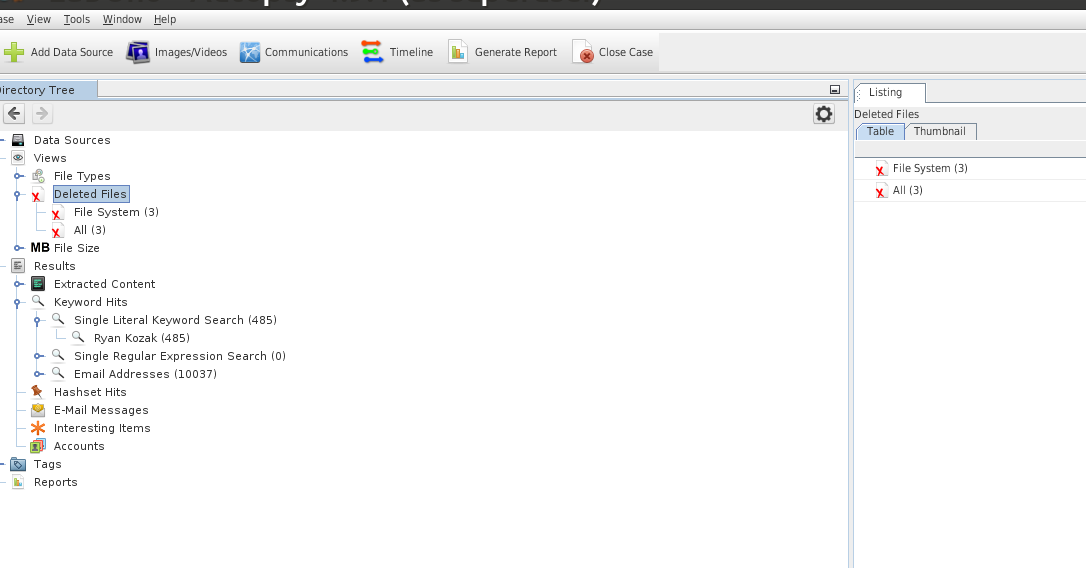 ase View Tools Window Help
Add Data Source Images/Videos Communications Timeline Generate Report Close Case
Directory Tree
Data Sources
Views
File Types
Deleted Files
File System (3)
All (3)
MB File Size
Results
Extracted Content
Keyword Hits
Single Literal Keyword Search (485)
Ryan Kozak (485)
Single Regular Expression Search (0)
Email Addresses (10037)
Hashset Hits
E-Mail Messages
Interesting Items
Accounts
Tags
Reports
Listing
Deleted Files
Table Thumbnail
File System (3)
All (3)